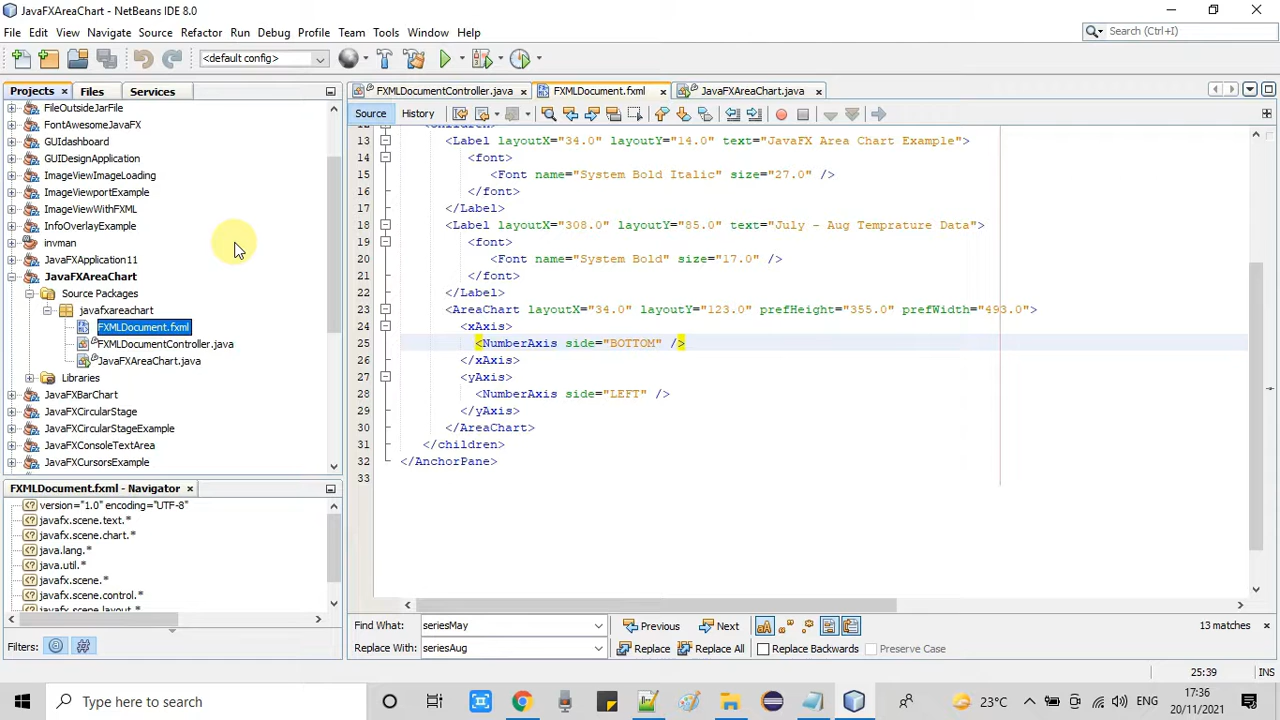 JavaFXAreaChart - NetBeans IDE 8.0
File Edit View Navigate Source Refactor Run Debug Profile Team Tools Window Help
Search (Ctrl+I)
<default config>
Projects Files Services
FileOutsideJarFile
FontAwesomeJavaFX
GUIdashboard
GUIDesignApplication
ImageViewImageLoading
ImageViewportExample
ImageViewWithFXML
InfoOverlayExample
invman
JavaFXApplication11
JavaFXAreaChart
Source Packages
javafxareachart
FXMLDocument.fxml
FXMLDocumentController.java
JavaFXAreaChart.java
Libraries
JavaFXBarChart
JavaFXCircularStage
JavaFXCircularStageExample
JavaFXConsoleTextArea
JavaFXCursorsExample
FXMLDocument.fxml - Navigator
version="1.0" encoding="UTF-8"
javafx.scene.text.*
javafx.scene.chart.*
java.lang.*
java.util.*
javafx.scene.*
javafx.scene.control.*
javafx.scene.layout.*
Filters:
FXMLDocumentController.java FXMLDocument.fxml JavaFXAreaChart.java
Source History
12 <children>
13 <Label layoutX="34.0" layoutY="14.0" text="JavaFX Area Chart Example">
14 <font>
15 <Font name="System Bold Italic" size="27.0" />
16 </font>
17 </Label>
18 <Label layoutX="308.0" layoutY="85.0" text="July - Aug Temprature Data">
19 <font>
20 <Font name="System Bold" size="17.0" />
21 </font>
22 </Label>
23 <AreaChart layoutX="34.0" layoutY="123.0" prefHeight="355.0" prefWidth="493.0">
24 <xAxis>
25 <NumberAxis side="BOTTOM" />
26 </xAxis>
27 <yAxis>
28 <NumberAxis side="LEFT" />
29 </yAxis>
30 </AreaChart>
31 </children>
32 </AnchorPane>
33
Find What: seriesMay Previous Next 13 matches
Replace With: seriesAug Replace Replace All Replace Backwards Preserve Case
25:39 INS
Type here to search
23°C ENG 7:36
20/11/2021